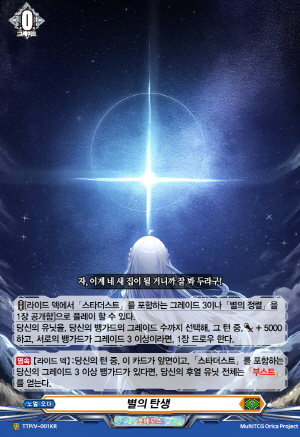 0
그레이드
자, 이게 네 새 집이 될 거니까 잘 봐 두라구!
[라이드 덱에서 「스타더스트」를 포함하는 그레이드 3이나 「별의 정렬」을
1장 공개함]으로 플레이 할 수 있다.
당신의 유닛을, 당신의 뱅가드의 그레이드 수까지 선택해, 그 턴 중, + 5000
하고, 서로의 뱅가드가 그레이드 3 이상이라면, 1장 드로우 한다.
영속 [라이드 덱] : 당신의 턴 중, 이 카드가 앞면이고, 「스타더스트」를 포함하는
당신의 그레이드 3 이상 뱅가드가 있다면, 당신의 후열 유닛 전체는 『부스트』
를 얻는다.
노멀 오더
별의 탄생
TTP/V-001KR
MultiTCG Orica Project